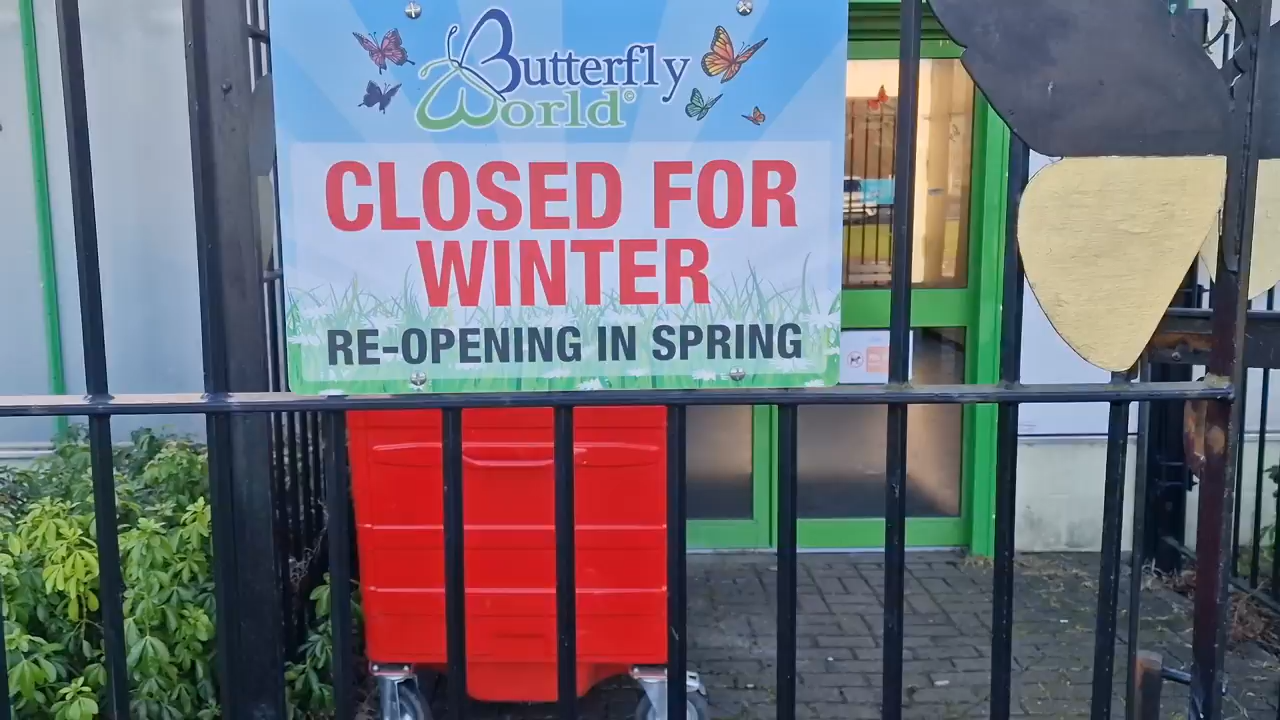 Butterfly
World©
CLOSED FOR
WINTER
RE-OPENING IN SPRING